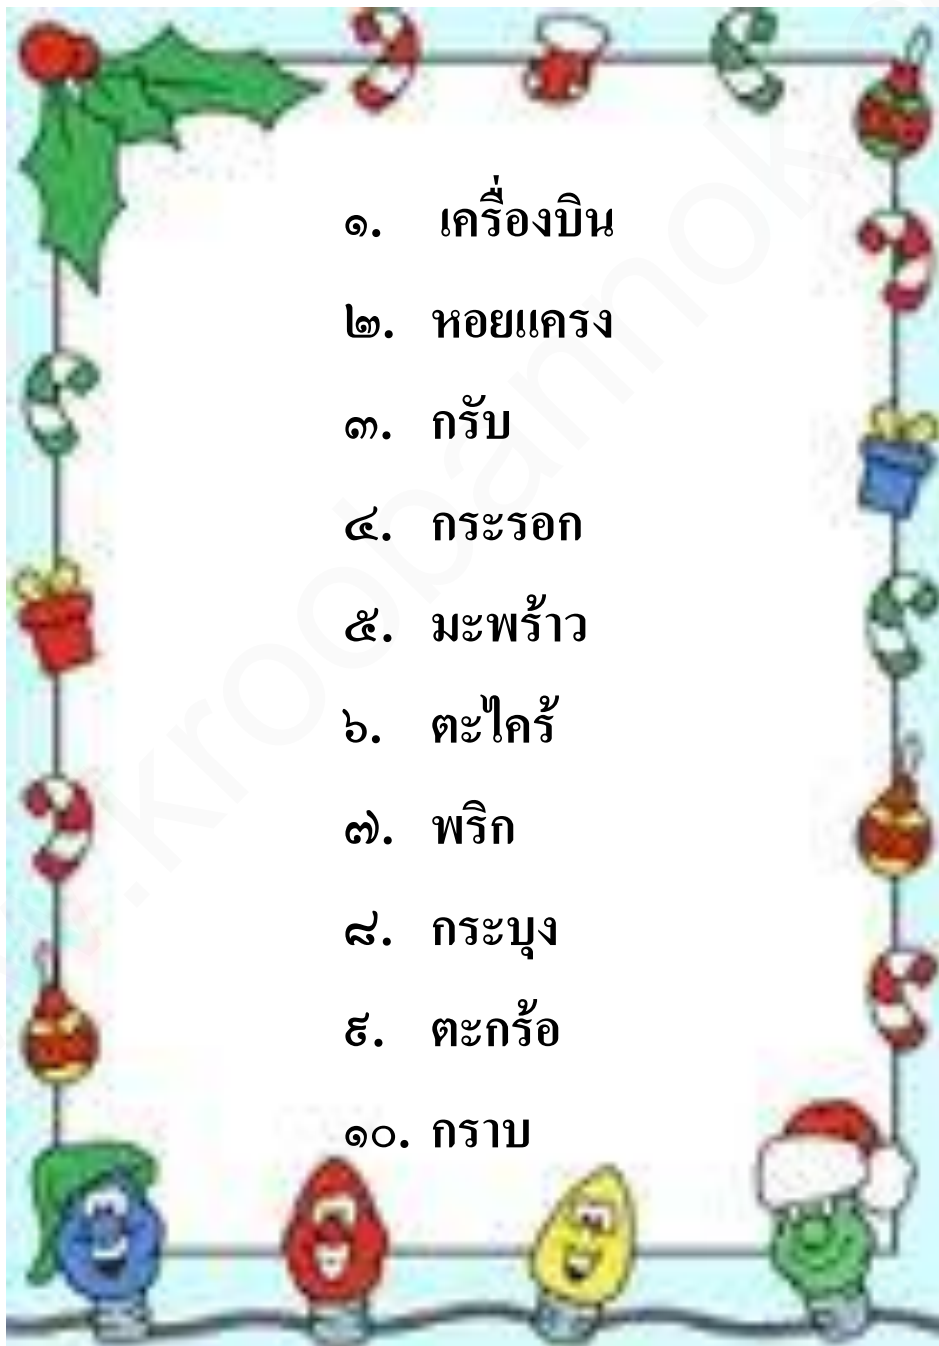 ๑. เครื่องบิน
๒. หอยแครง
๓. กรับ
๔. กระรอก
๕. มะพร้าว
๖. ตะไคร้
๗. พริก
๘. กระบุง
๙. ตะกร้อ
๑๐. กราบ
.kroobannok